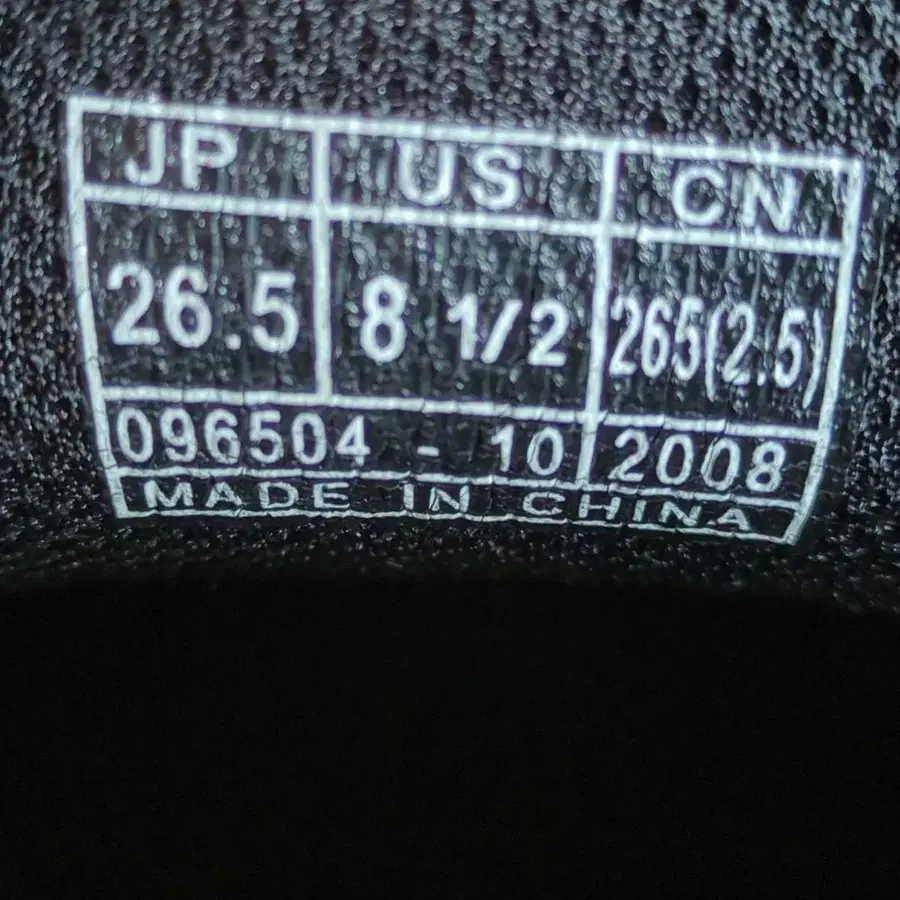 JP US CN
26.5 8 1/2 265(2.5)
096504 - 10 2008
MADE IN CHINA